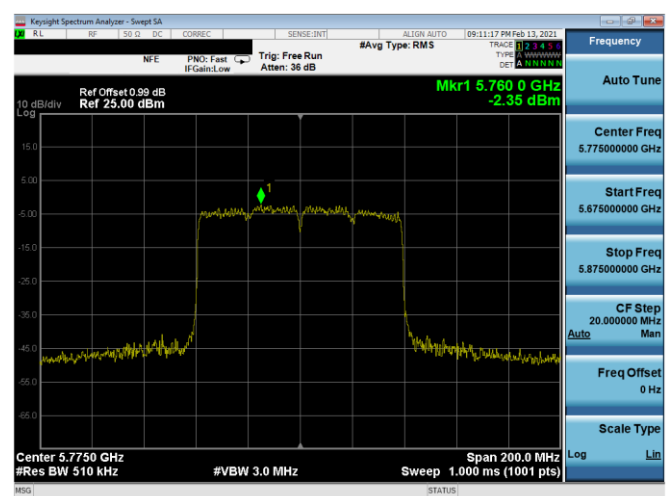 Keysight Spectrum Analyzer - Swept SA
RL RF 50 Ω DC CORREC SENSE:INT ALIGN AUTO 09:11:17 PM Feb 13, 2021
#Avg Type: RMS TRACE 1 2 3 4 5 6
TYPE A WWWWW
NFE PNO: Fast Trig: Free Run DET A N N N N N
IFGain:Low Atten: 36 dB
Mkr1 5.760 0 GHz
-2.35 dBm
Ref Offset 0.99 dB
10 dB/div Ref 25.00 dBm
Log
15.0
5.00
1
-5.00
-15.0
-25.0
-35.0
-45.0
-55.0
-65.0
Center 5.7750 GHz Span 200.0 MHz
#Res BW 510 kHz #VBW 3.0 MHz Sweep 1.000 ms (1001 pts)
MSG STATUS
Frequency
Auto Tune
Center Freq
5.775000000 GHz
Start Freq
5.675000000 GHz
Stop Freq
5.875000000 GHz
CF Step
20.000000 MHz
Auto Man
Freq Offset
0 Hz
Scale Type
Log Lin